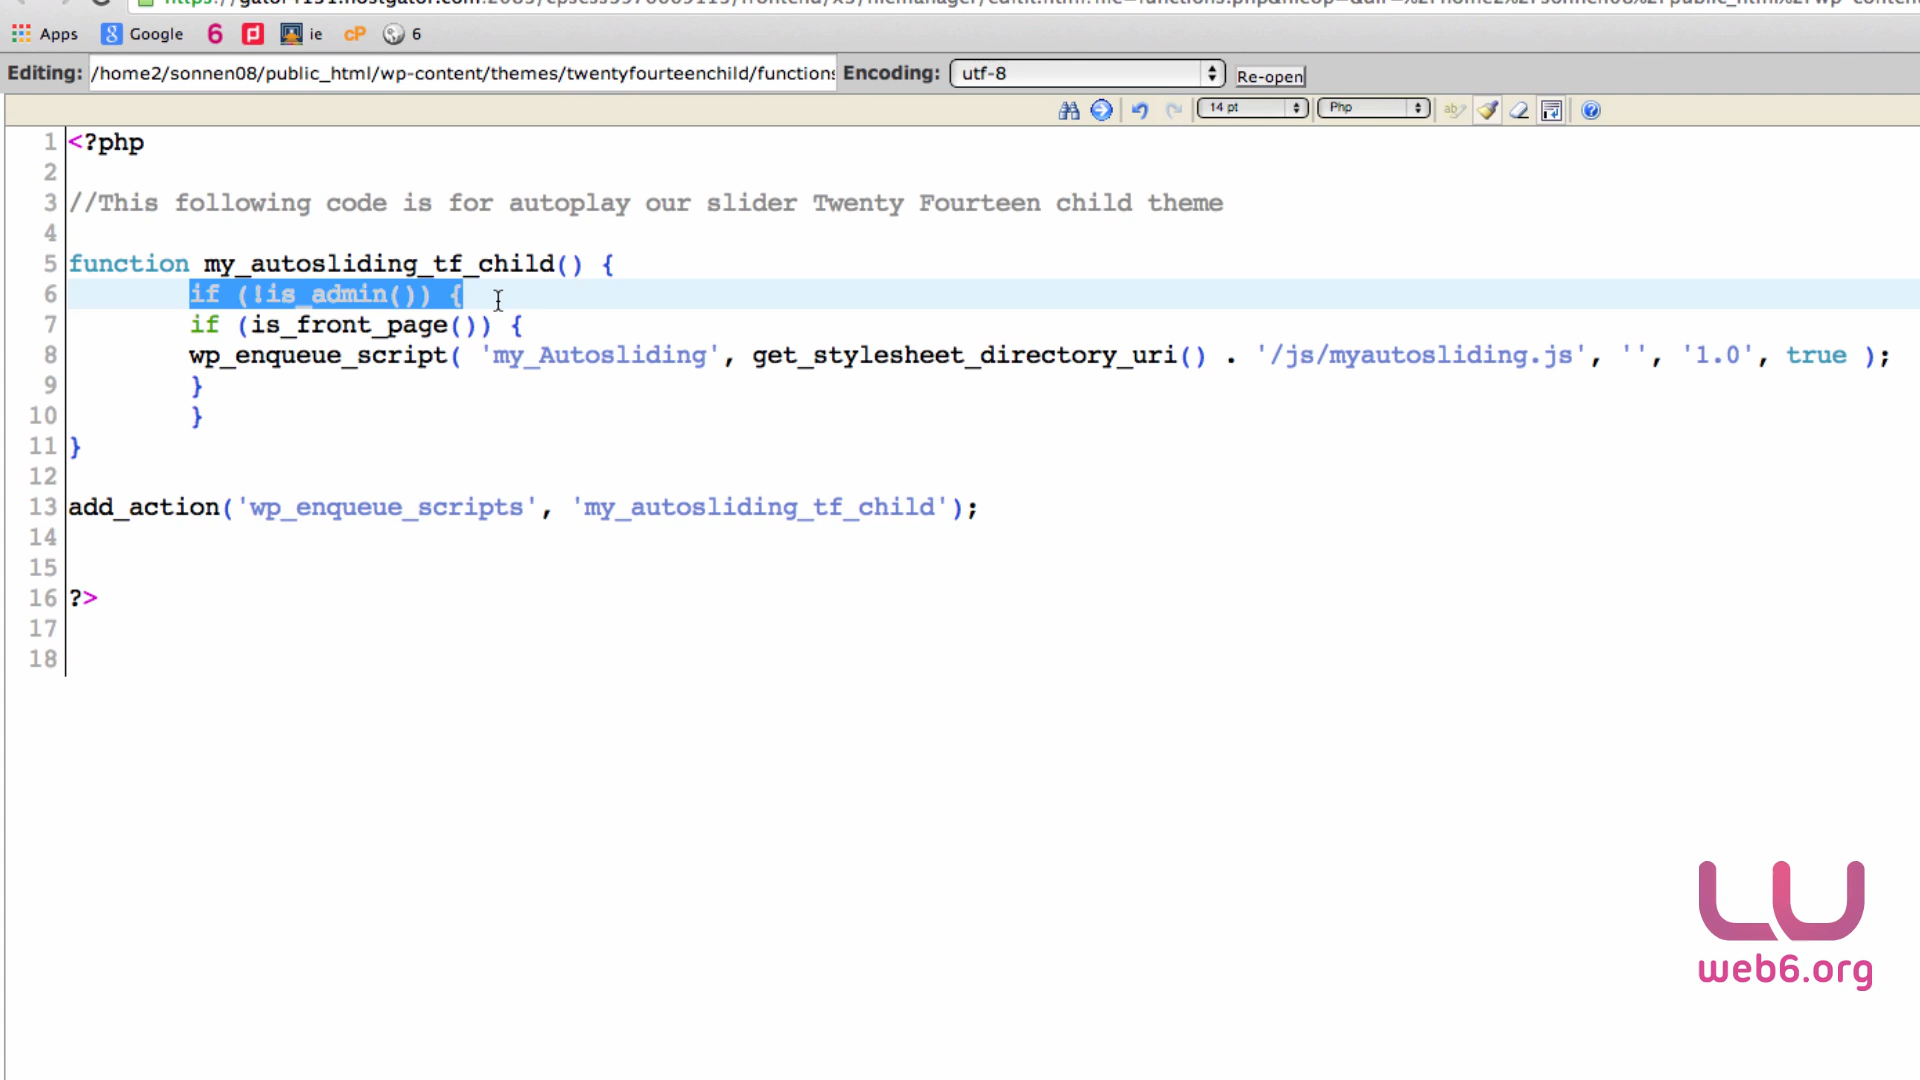 Apps Google 6 ie cP 6
Editing: /home2/sonnen08/public_html/wp-content/themes/twentyfourteenchild/functions Encoding: utf-8 Re-open
14 pt Php
1 <?php
2
3 //This following code is for autoplay our slider Twenty Fourteen child theme
4
5 function my_autosliding_tf_child() {
6 if (!is_admin()) {
7 if (is_front_page()) {
8 wp_enqueue_script( 'my_Autosliding', get_stylesheet_directory_uri() . '/js/myautosliding.js', '', '1.0', true );
9 }
10 }
11 }
12
13 add_action('wp_enqueue_scripts', 'my_autosliding_tf_child');
14
15
16 ?>
17
18
web6.org